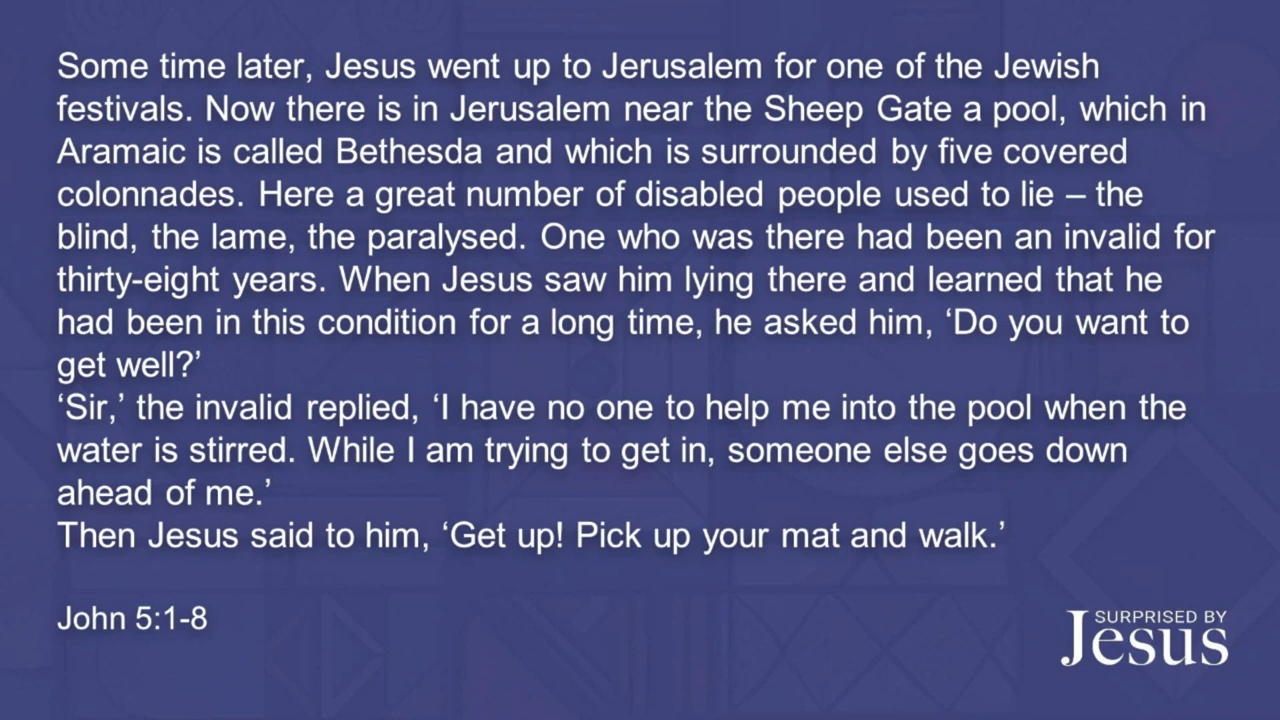 Some time later, Jesus went up to Jerusalem for one of the Jewish
festivals. Now there is in Jerusalem near the Sheep Gate a pool, which in
Aramaic is called Bethesda and which is surrounded by five covered
colonnades. Here a great number of disabled people used to lie – the
blind, the lame, the paralysed. One who was there had been an invalid for
thirty-eight years. When Jesus saw him lying there and learned that he
had been in this condition for a long time, he asked him, ‘Do you want to
get well?’
‘Sir,’ the invalid replied, ‘I have no one to help me into the pool when the
water is stirred. While I am trying to get in, someone else goes down
ahead of me.’
Then Jesus said to him, ‘Get up! Pick up your mat and walk.’
John 5:1-8
SURPRISED BY
Jesus